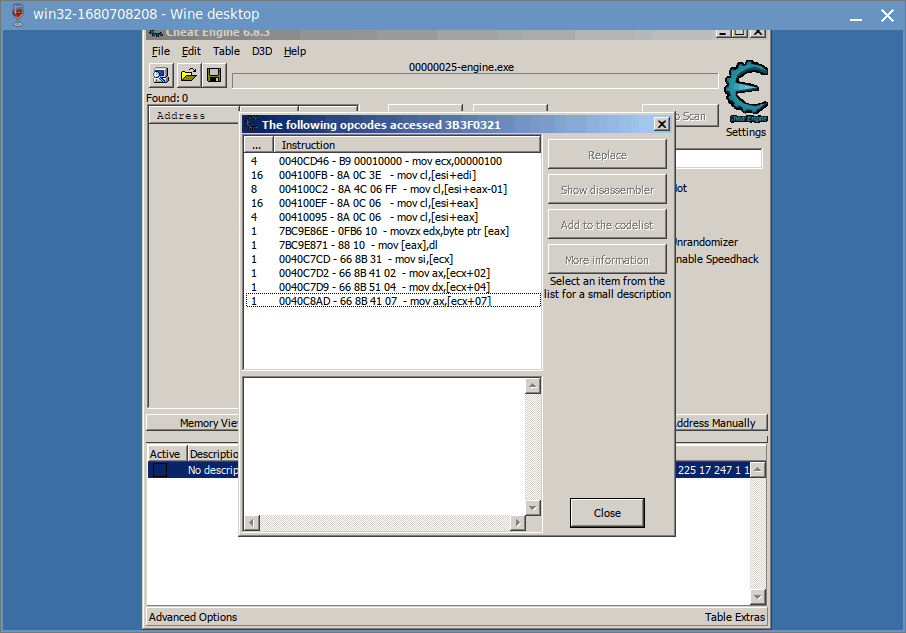 win32-1680708208 - Wine desktop
Cheat Engine 6.8.3
File Edit Table D3D Help
00000025-engine.exe
Found: 0
Address
Scan
Cheat Engine
Settings
The following opcodes accessed 3B3F0321
... Instruction
4 0040CD46 - B9 00010000 - mov ecx,00000100
16 004100FB - 8A 0C 3E - mov cl,[esi+edi]
8 004100C2 - 8A 4C 06 FF - mov cl,[esi+eax-01]
16 004100EF - 8A 0C 06 - mov cl,[esi+eax]
4 00410095 - 8A 0C 06 - mov cl,[esi+eax]
1 7BC9E86E - 0FB6 10 - movzx edx,byte ptr [eax]
1 7BC9E871 - 88 10 - mov [eax],dl
1 0040C7CD - 66 8B 31 - mov si,[ecx]
1 0040C7D2 - 66 8B 41 02 - mov ax,[ecx+02]
1 0040C7D9 - 66 8B 51 04 - mov dx,[ecx+04]
1 0040C8AD - 66 8B 41 07 - mov ax,[ecx+07]
Replace
Show disassembler
Add to the codelist
More information
Select an item from the
list for a small description
Close
ot
nrandomizer
nable Speedhack
Memory Vie
ddress Manually
Active Descriptio
No descrip
225 17 247 1 1
Advanced Options
Table Extras